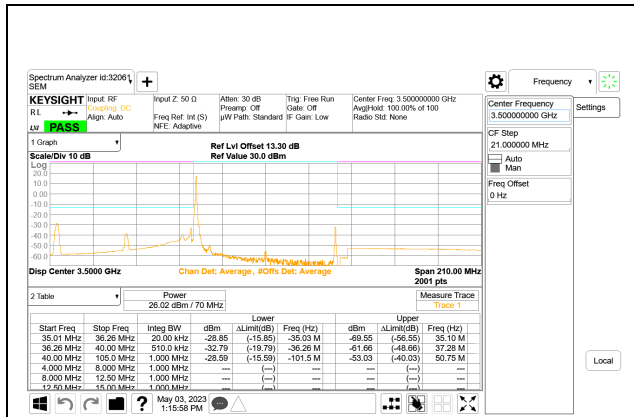 Spectrum Analyzer id:32061
SEM
Frequency
KEYSIGHT
R L
LXI
PASS
Input: RF
Coupling: DC
Align: Auto
Input Z: 50 Ω
Freq Ref: Int (S)
NFE: Adaptive
Atten: 30 dB
Preamp: Off
µW Path: Standard
Trig: Free Run
Gate: Off
IF Gain: Low
Center Freq: 3.500000000 GHz
Avg|Hold: 100.00% of 100
Radio Std: None
Center Frequency
3.500000000 GHz
Settings
CF Step
21.000000 MHz
Auto
Man
Freq Offset
0 Hz
Local
1 Graph
Scale/Div 10 dB
Ref Lvl Offset 13.30 dB
Ref Value 30.0 dBm
Log
20.0
10.0
0.00
-10.0
-20.0
-30.0
-40.0
-50.0
-60.0
Disp Center 3.5000 GHz
Chan Det: Average, #Offs Det: Average
Span 210.00 MHz
2001 pts
2 Table
Power
26.02 dBm / 70 MHz
Measure Trace
Trace 1
Lower Upper
Start Freq Stop Freq Integ BW dBm ΔLimit(dB) Freq (Hz) dBm ΔLimit(dB) Freq (Hz)
35.01 MHz 36.26 MHz 20.00 kHz -28.85 (-15.85) -35.03 M -69.55 (-56.55) 35.10 M
36.26 MHz 40.00 MHz 510.0 kHz -32.79 (-19.79) -36.26 M -61.66 (-48.66) 37.28 M
40.00 MHz 105.0 MHz 1.000 MHz -28.59 (-15.59) -101.5 M -53.03 (-40.03) 50.75 M
4.000 MHz 8.000 MHz 1.000 MHz --- (---) --- --- (---) ---
8.000 MHz 12.50 MHz 1.000 MHz --- (---) --- --- (---) ---
12.50 MHz 15.00 MHz 1.000 MHz --- (---) --- --- (---) ---
?
May 03, 2023
1:15:58 PM